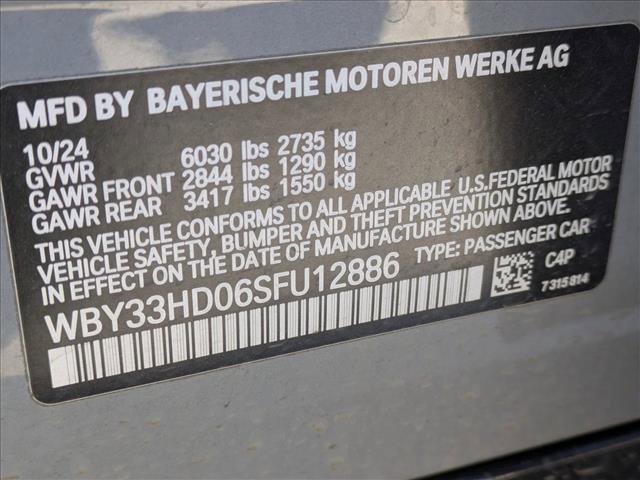 MFD BY BAYERISCHE MOTOREN WERKE AG
10/24
GVWR 6030 lbs 2735 kg
GAWR FRONT 2844 lbs 1290 kg
GAWR REAR 3417 lbs 1550 kg
THIS VEHICLE CONFORMS TO ALL APPLICABLE U.S.FEDERAL MOTOR
VEHICLE SAFETY, BUMPER AND THEFT PREVENTION STANDARDS
IN EFFECT ON THE DATE OF MANUFACTURE SHOWN ABOVE.
WBY33HD06SFU12886 TYPE: PASSENGER CAR
C4P
7315814